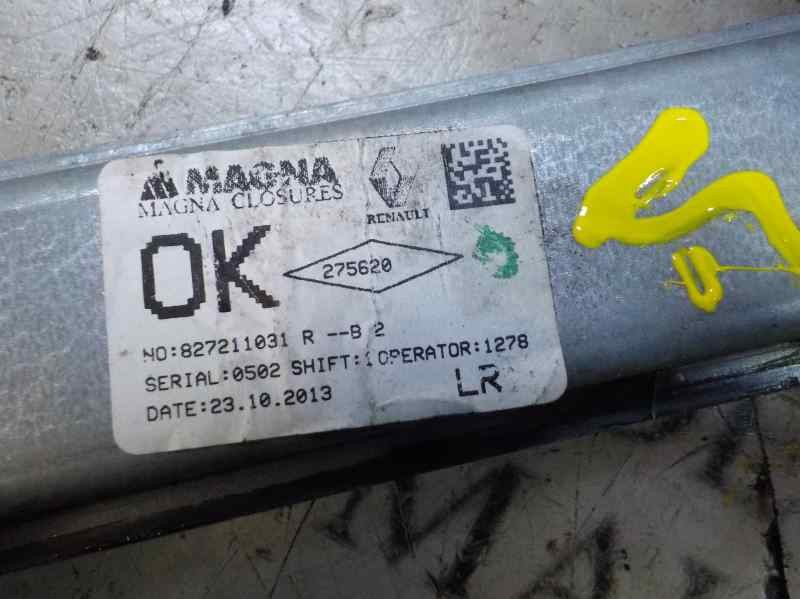 MAGNA
MAGNA CLOSURES
RENAULT
OK
275620
NO:827211031 R --B 2
SERIAL:0502 SHIFT:1 OPERATOR:1278
DATE:23.10.2013
LR